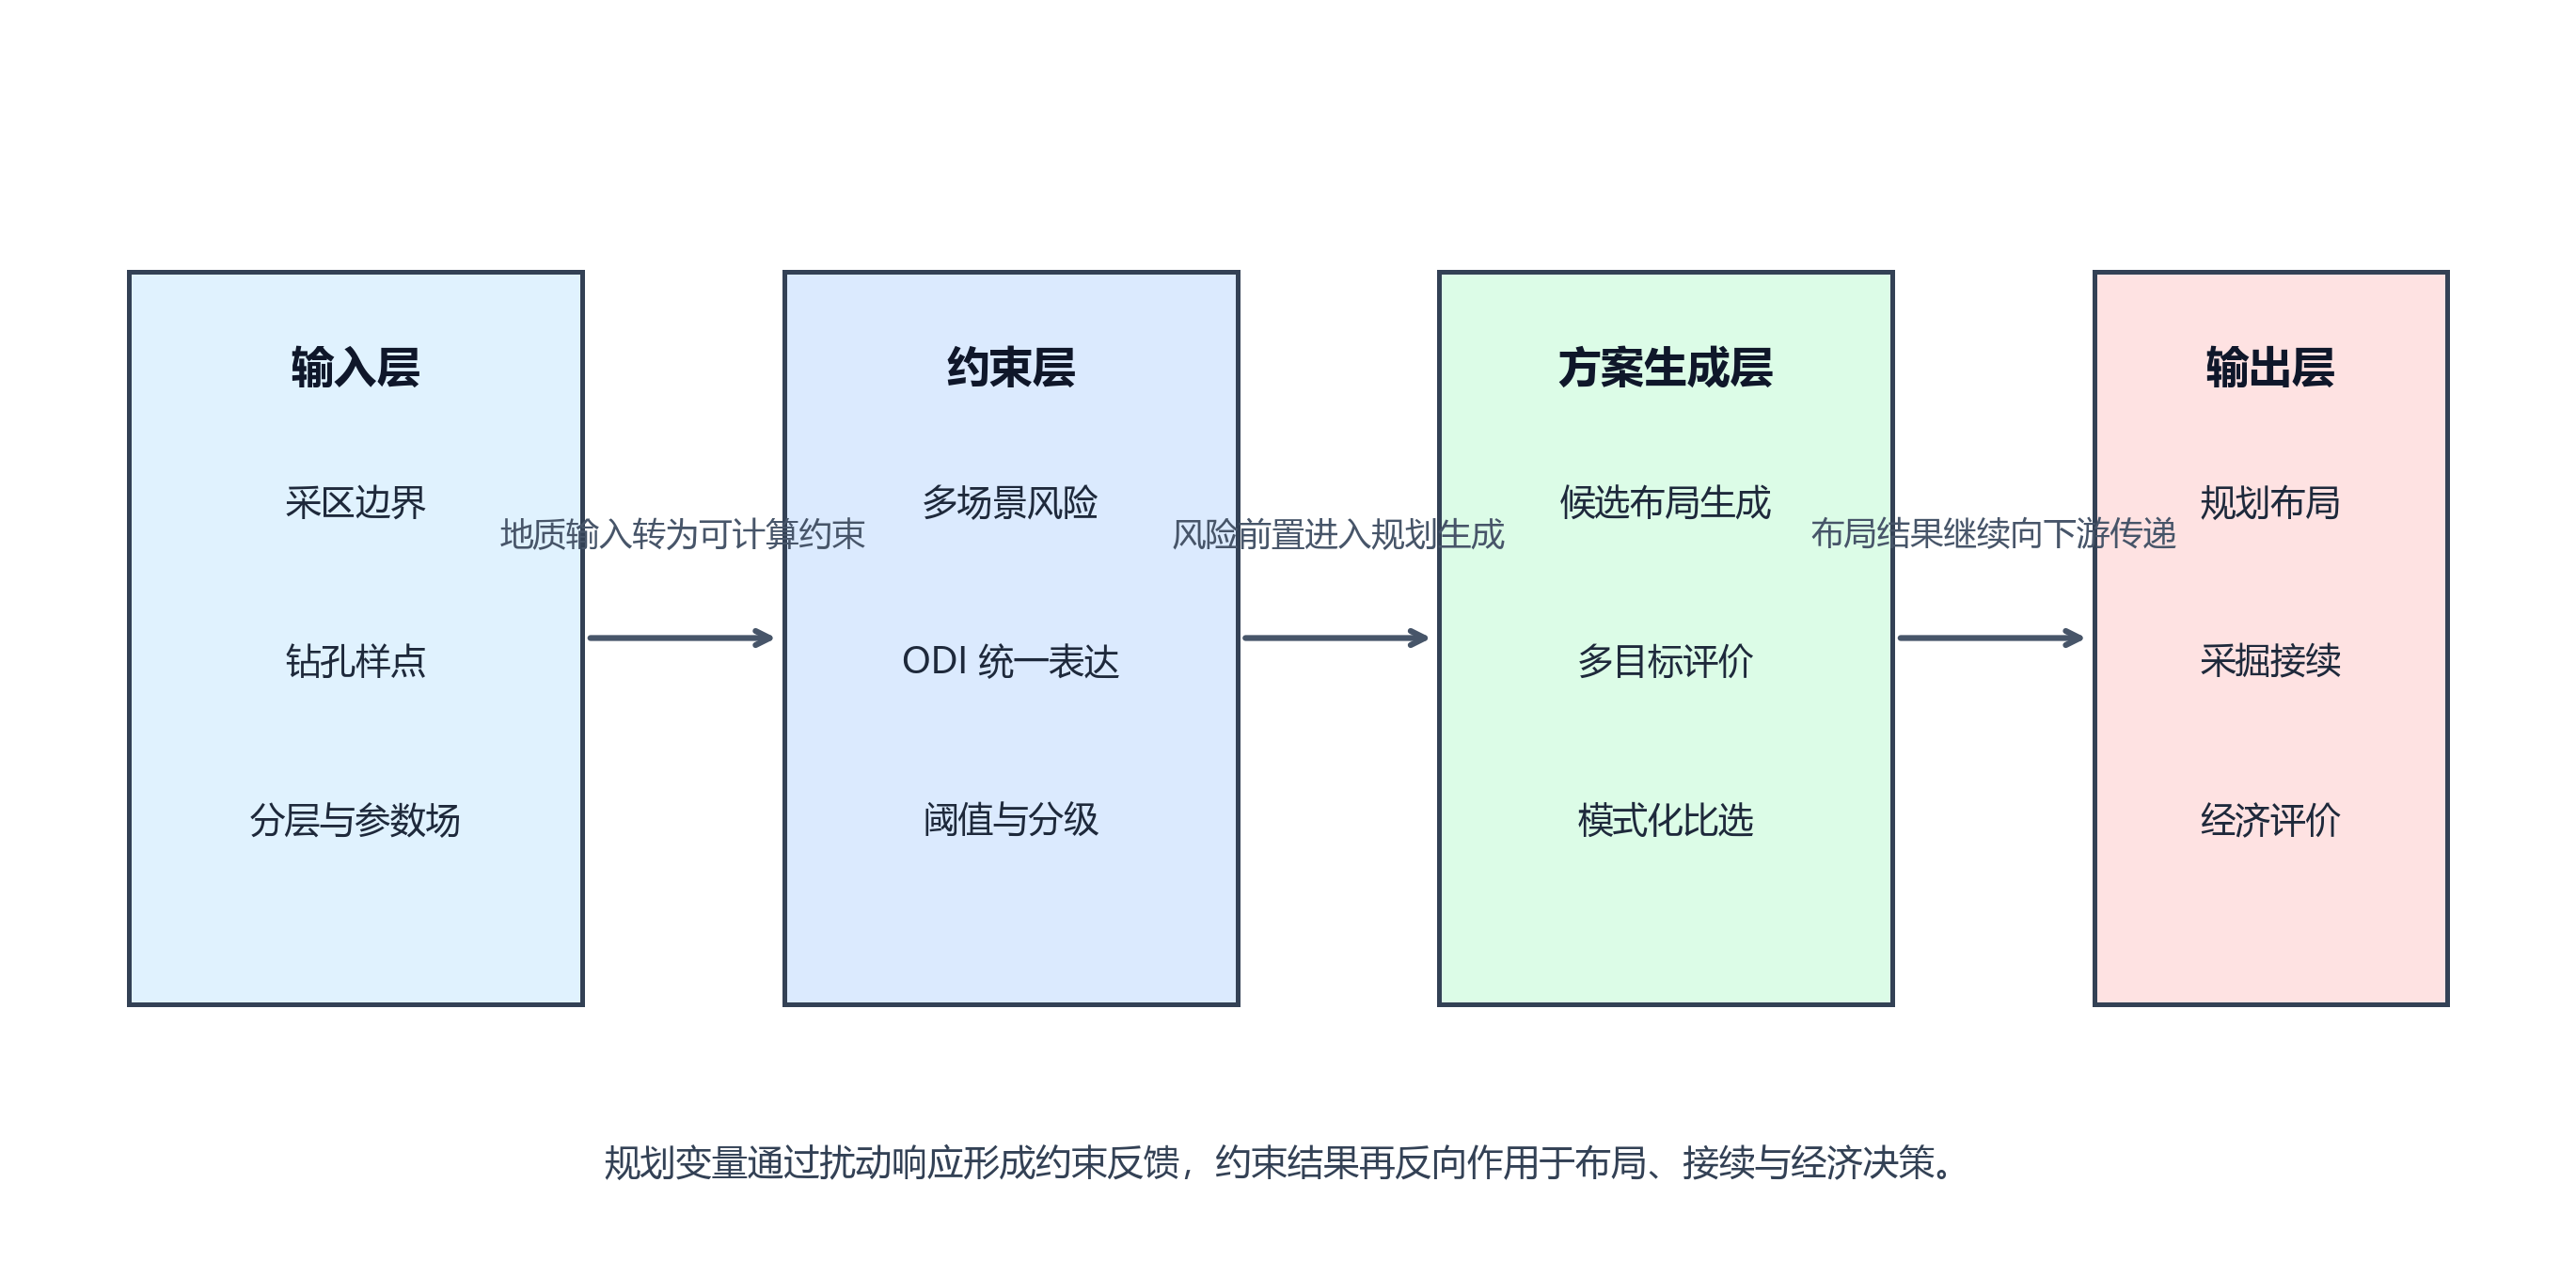 输入层
采区边界
钻孔样点
分层与参数场
地质输入转为可计算约束
约束层
多场景风险
ODI 统一表达
阈值与分级
风险前置进入规划生成
方案生成层
候选布局生成
多目标评价
模式化比选
布局结果继续向下游传递
输出层
规划布局
采掘接续
经济评价
规划变量通过扰动响应形成约束反馈，约束结果再反向作用于布局、接续与经济决策。